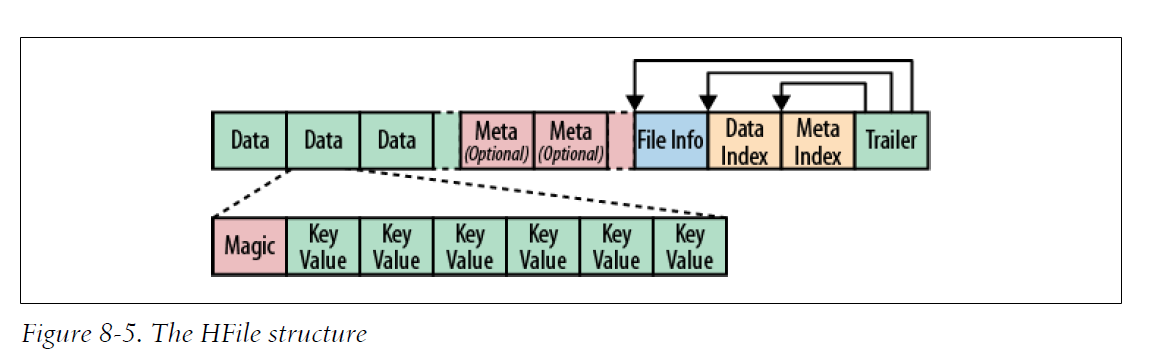 Data Data Data Meta Meta File Info Data Meta Trailer
(Optional) (Optional) Index Index
Magic Key Key Key Key Key Key
Value Value Value Value Value Value
Figure 8-5. The HFile structure